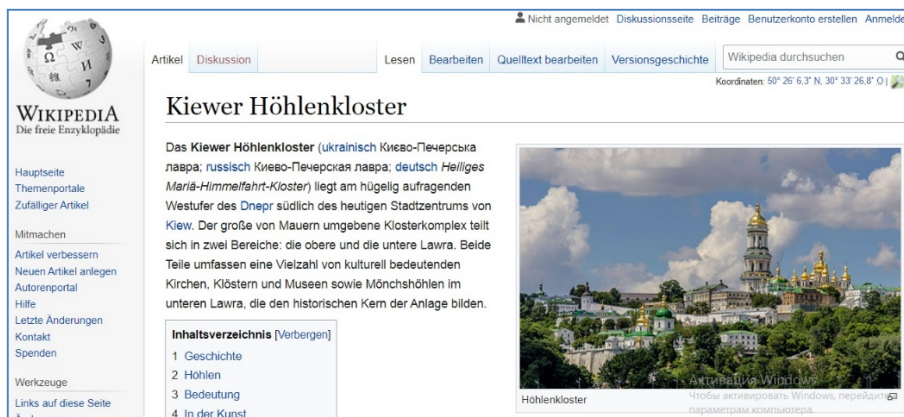 Nicht angemeldet Diskussionsseite Beiträge Benutzerkonto erstellen Anmelde
Artikel Diskussion Lesen Bearbeiten Quelltext bearbeiten Versionsgeschichte Wikipedia durchsuchen
Koordinaten: 50° 26′ 6,3″ N, 30° 33′ 26,8″ O |
WIKIPEDIA
Die freie Enzyklopädie
Hauptseite
Themenportale
Zufälliger Artikel
Mitmachen
Artikel verbessern
Neuen Artikel anlegen
Autorenportal
Hilfe
Letzte Änderungen
Kontakt
Spenden
Werkzeuge
Links auf diese Seite
Kiewer Höhlenkloster
Das Kiewer Höhlenkloster (ukrainisch Києво-Печерська
лавра; russisch Киево-Печерская лавра; deutsch Heiliges
Mariä-Himmelfahrt-Kloster) liegt am hügelig aufragenden
Westufer des Dnepr südlich des heutigen Stadtzentrums von
Kiew. Der große von Mauern umgebene Klosterkomplex teilt
sich in zwei Bereiche: die obere und die untere Lawra. Beide
Teile umfassen eine Vielzahl von kulturell bedeutenden
Kirchen, Klöstern und Museen sowie Mönchshöhlen im
unteren Lawra, die den historischen Kern der Anlage bilden.
Inhaltsverzeichnis [Verbergen]
1 Geschichte
2 Höhlen
3 Bedeutung
4 In der Kunst
Höhlenkloster
Активация Windows
Чтобы активировать Windows, перейдите
параметрам компьютера.